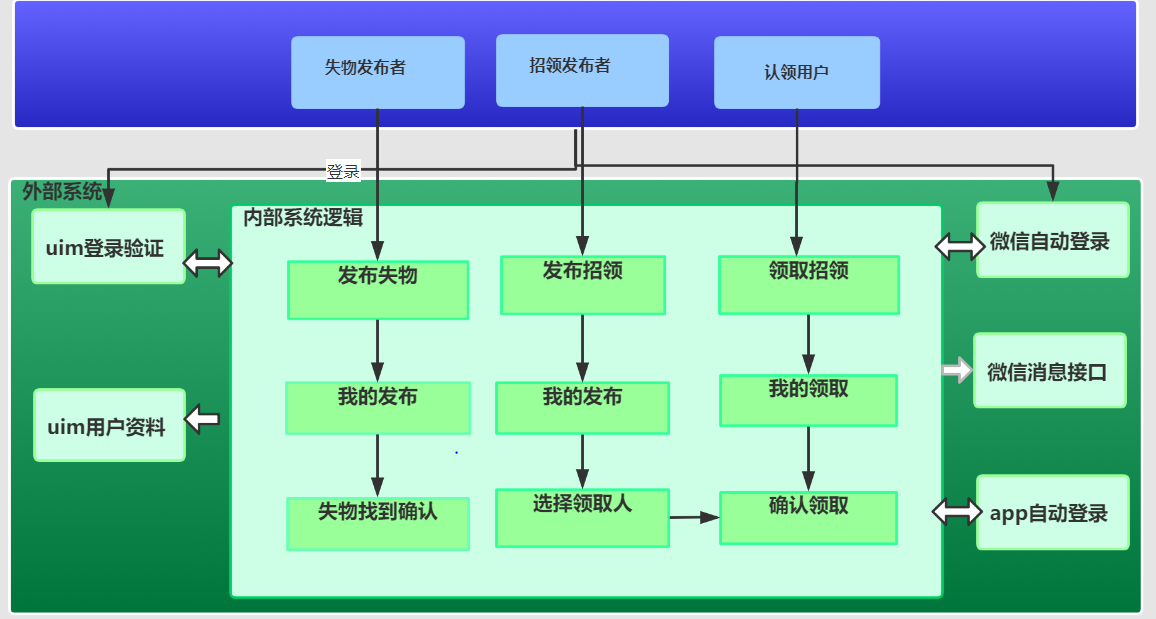 失物发布者
招领发布者
认领用户
登录
外部系统
内部系统逻辑
uim登录验证
微信自动登录
发布失物
发布招领
领取招领
uim用户资料
我的发布
我的发布
我的领取
微信消息接口
失物找到确认
选择领取人
确认领取
app自动登录